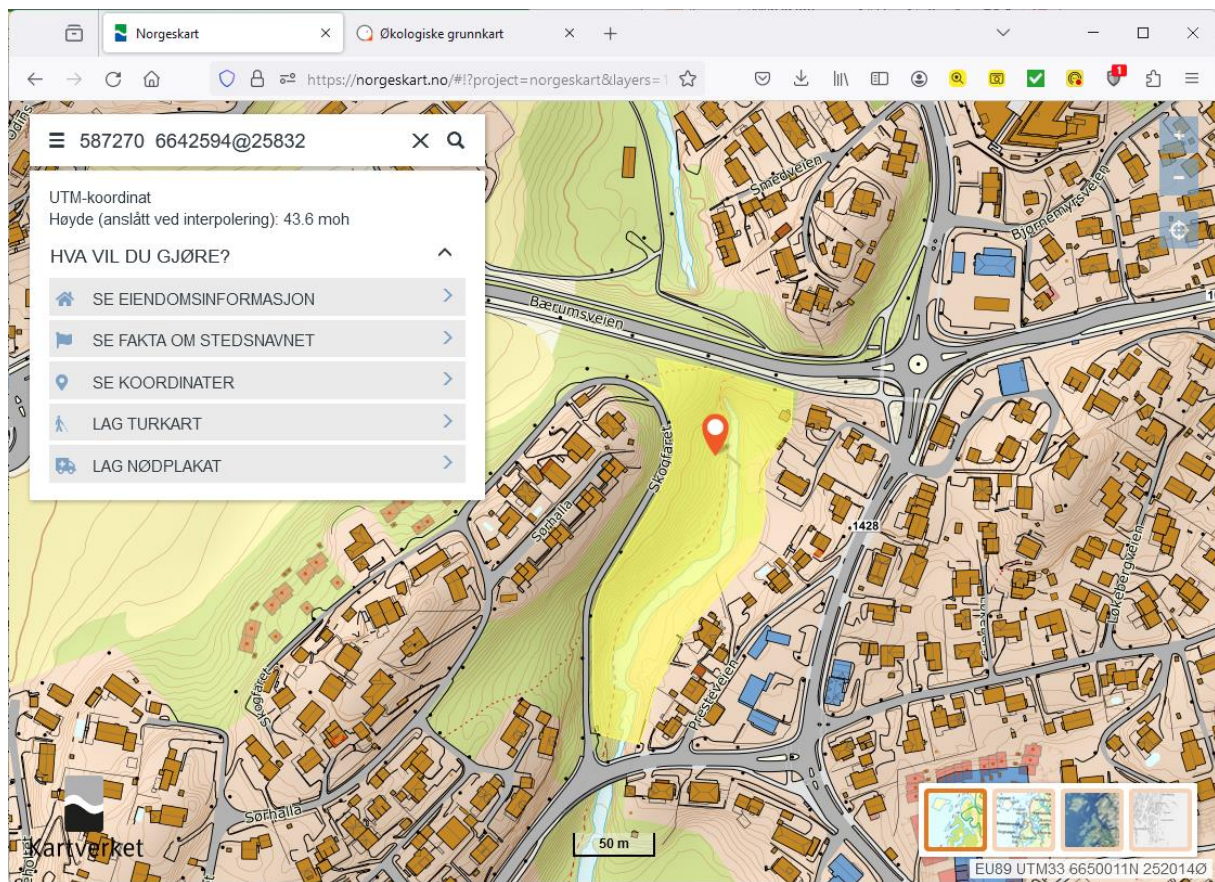 Norgeskart
Økologiske grunnkart
https://norgeskart.no/#!?project=norgeskart&layers=1
1
587270 6642594@25832
UTM-koordinat
Høyde (anslått ved interpolering): 43.6 moh
HVA VIL DU GJØRE?
SE EIENDOMSINFORMASJON
SE FAKTA OM STEDSNAVNET
SE KOORDINATER
LAG TURKART
LAG NØDPLAKAT
Smedveien
Bjørnemyrsveien
Bærumsveien
Skogfaret
Sørhalla
1428
Løkebergveien
Skogfaret
Presteveien
Sørhalla
Kartverket
50 m
EU89 UTM33 6650011N 252014Ø